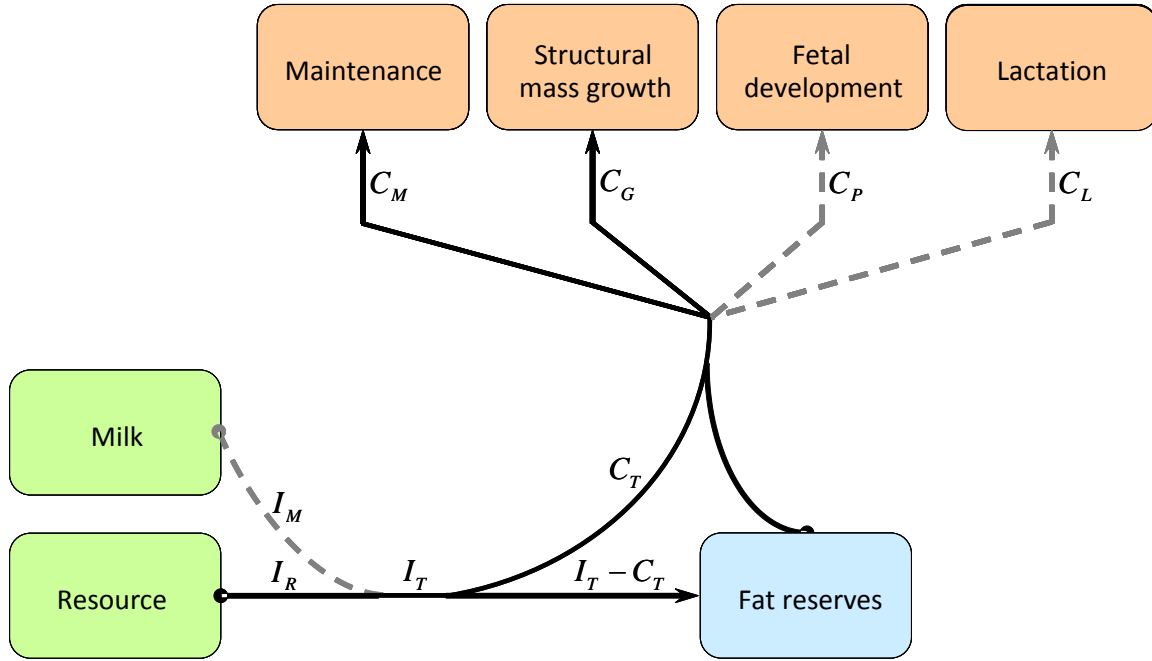 Maintenance
Structural
mass growth
Fetal
development
Lactation
C_M
C_G
C_P
C_L
Milk
C_T
I_M
Resource
I_R
I_T
I_T − C_T
Fat reserves